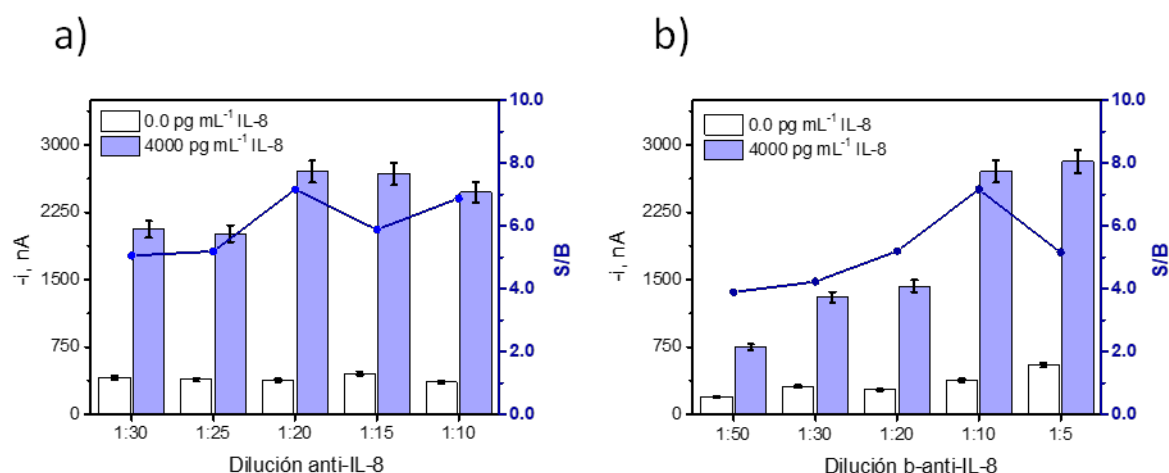 a)
0.0 pg mL⁻¹ IL-8
4000 pg mL⁻¹ IL-8
-i, nA
3000
2250
1500
750
0
10.0
8.0
6.0
4.0
2.0
0.0
S/B
1:30 1:25 1:20 1:15 1:10
Dilución anti-IL-8
b)
0.0 pg mL⁻¹ IL-8
4000 pg mL⁻¹ IL-8
-i, nA
3000
2250
1500
750
0
10.0
8.0
6.0
4.0
2.0
0.0
S/B
1:50 1:30 1:20 1:10 1:5
Dilución b-anti-IL-8